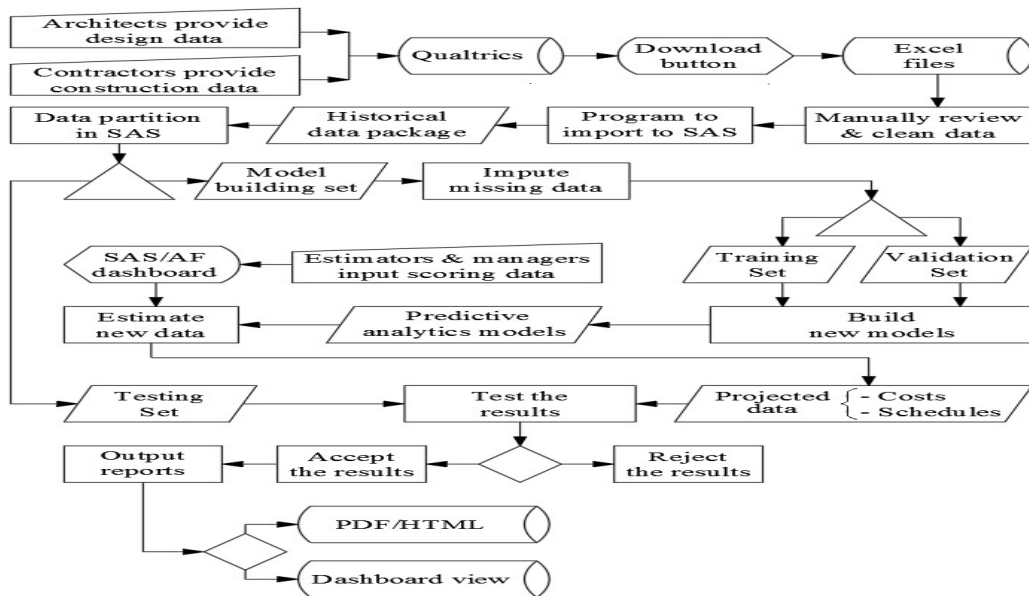 Architects provide
design data
Contractors provide
construction data
Qualtrics
Download
button
Excel
files
Data partition
in SAS
Historical
data package
Program to
import to SAS
Manually review
& clean data
Model
building set
Impute
missing data
SAS/AF
dashboard
Estimators & managers
input scoring data
Training
Set
Validation
Set
Estimate
new data
Predictive
analytics models
Build
new models
Testing
Set
Test the
results
Projected
data
- Costs
- Schedules
Output
reports
Accept
the results
Reject
the results
PDF/HTML
Dashboard view